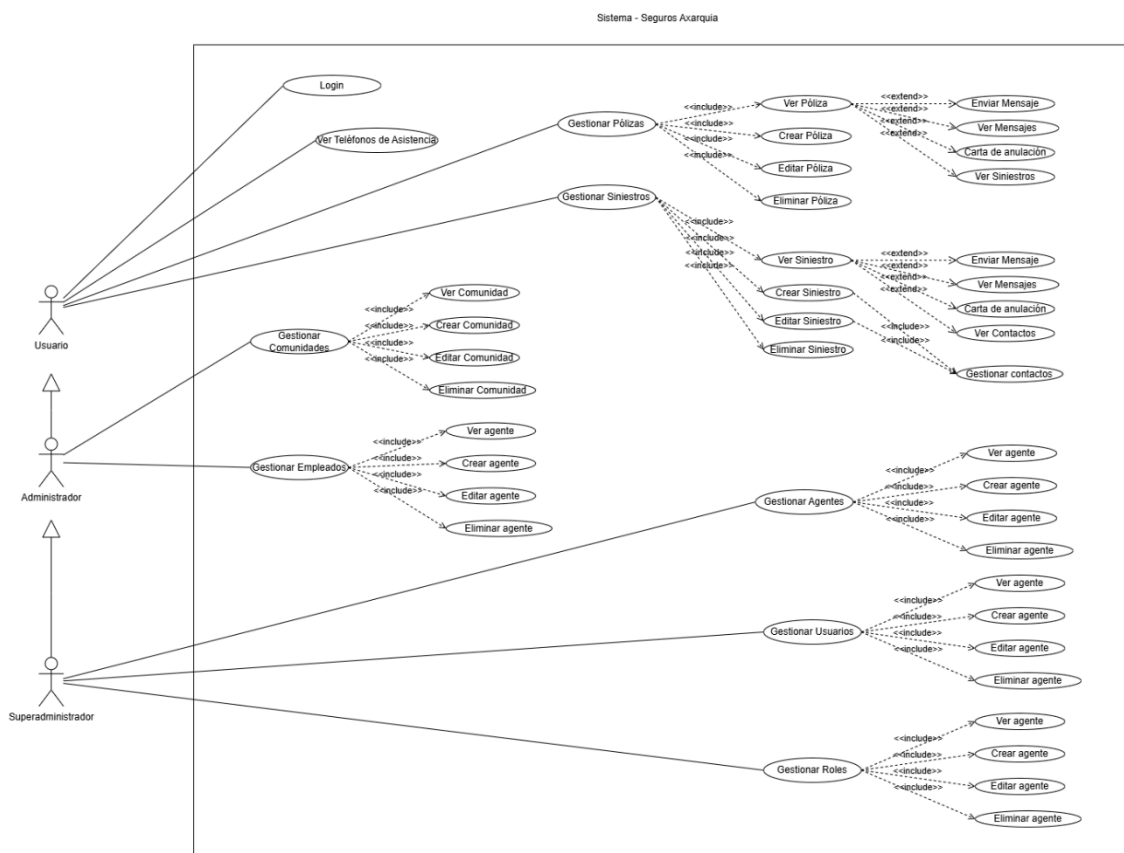 Sistema - Seguros Axarquia
Login
Ver Teléfonos de Asistencia
Gestionar Pólizas
<<include>>
<<include>>
<<include>>
<<include>>
Ver Póliza
Crear Póliza
Editar Póliza
Eliminar Póliza
<<extend>>
<<extend>>
<<extend>>
<<extend>>
Enviar Mensaje
Ver Mensajes
Carta de anulación
Ver Siniestros
Gestionar Siniestros
<<include>>
<<include>>
<<include>>
<<include>>
Ver Siniestro
Crear Siniestro
Editar Siniestro
Eliminar Siniestro
<<extend>>
<<extend>>
<<extend>>
<<extend>>
Enviar Mensaje
Ver Mensajes
Carta de anulación
Ver Contactos
<<include>>
<<include>>
Gestionar contactos
Usuario
Gestionar
Comunidades
<<include>>
<<include>>
<<include>>
<<include>>
Ver Comunidad
Crear Comunidad
Editar Comunidad
Eliminar Comunidad
Administrador
Gestionar Empleados
<<include>>
<<include>>
<<include>>
<<include>>
Ver agente
Crear agente
Editar agente
Eliminar agente
Gestionar Agentes
<<include>>
<<include>>
<<include>>
<<include>>
Ver agente
Crear agente
Editar agente
Eliminar agente
Superadministrador
Gestionar Usuarios
<<include>>
<<include>>
<<include>>
<<include>>
Ver agente
Crear agente
Editar agente
Eliminar agente
Gestionar Roles
<<include>>
<<include>>
<<include>>
<<include>>
Ver agente
Crear agente
Editar agente
Eliminar agente